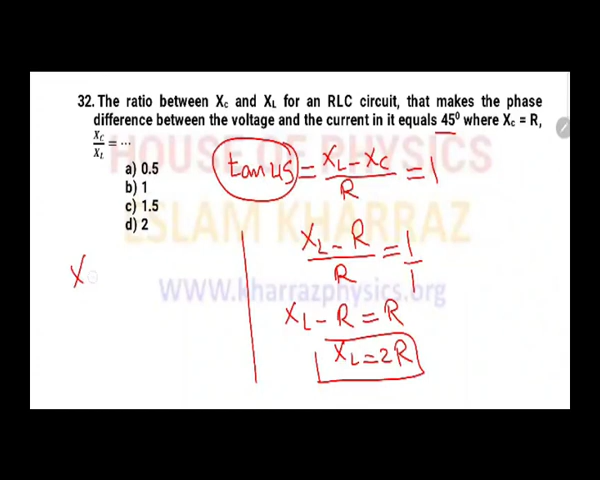 32. The ratio between Xc and XL for an RLC circuit, that makes the phase
difference between the voltage and the current in it equals 45⁰ where Xc = R,
Xc/XL = ...
a) 0.5
b) 1
c) 1.5
d) 2
HOUSE OF PHYSICS
ESLAM KHARRAZ
www.kharrazphysics.org
tan 45 = XL - XC / R = 1
XL - R / R = 1 / 1
XL - R = R
XL = 2R
X